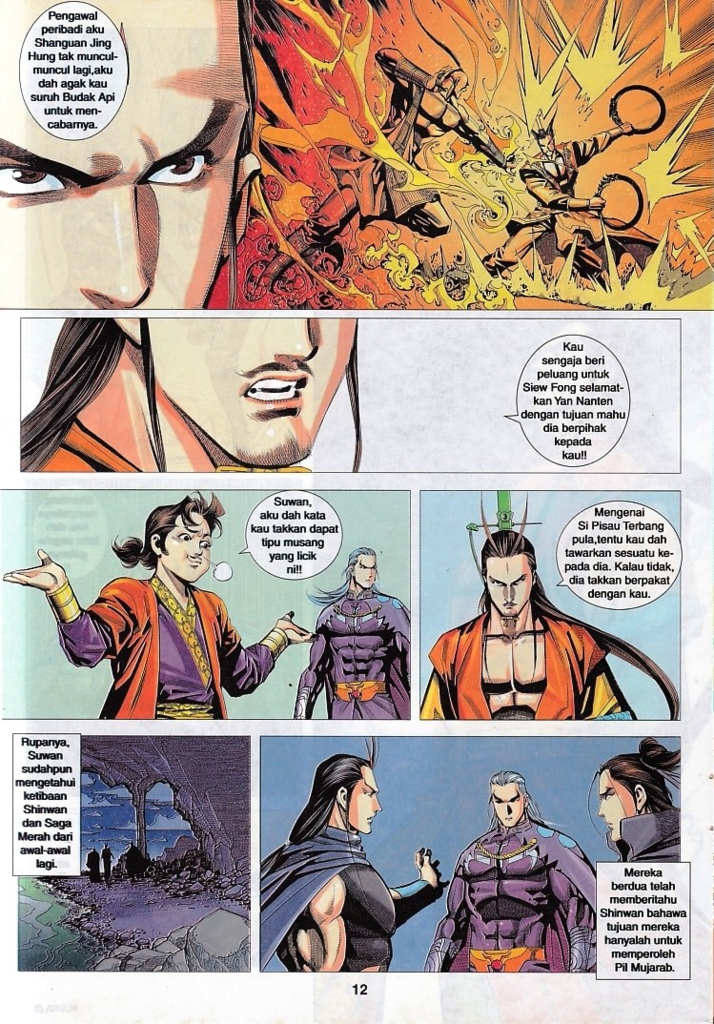 Pengawal
peribadi aku
Shanguan Jing
Hung tak muncul-
muncul lagi,aku
dah agak kau
suruh Budak Api
untuk men-
cabarnya.
Kau
sengaja beri
peluang untuk
Siew Fong selamat-
kan Yan Nanten
dengan tujuan mahu
dia berpihak
kepada
kau!!
Suwan,
aku dah kata
kau takkan dapat
tipu musang
yang licik
ni!!
Mengenai
Si Pisau Terbang
pula,tentu kau dah
tawarkan sesuatu ke-
pada dia. Kalau tidak,
dia takkan berpakat
dengan kau.
Rupanya,
Suwan
sudahpun
mengetahui
ketibaan
Shinwan
dan Saga
Merah dari
awal-awal
lagi.
Mereka
berdua telah
memberitahu
Shinwan bahawa
tujuan mereka
hanyalah untuk
memperoleh
Pil Mujarab.
12